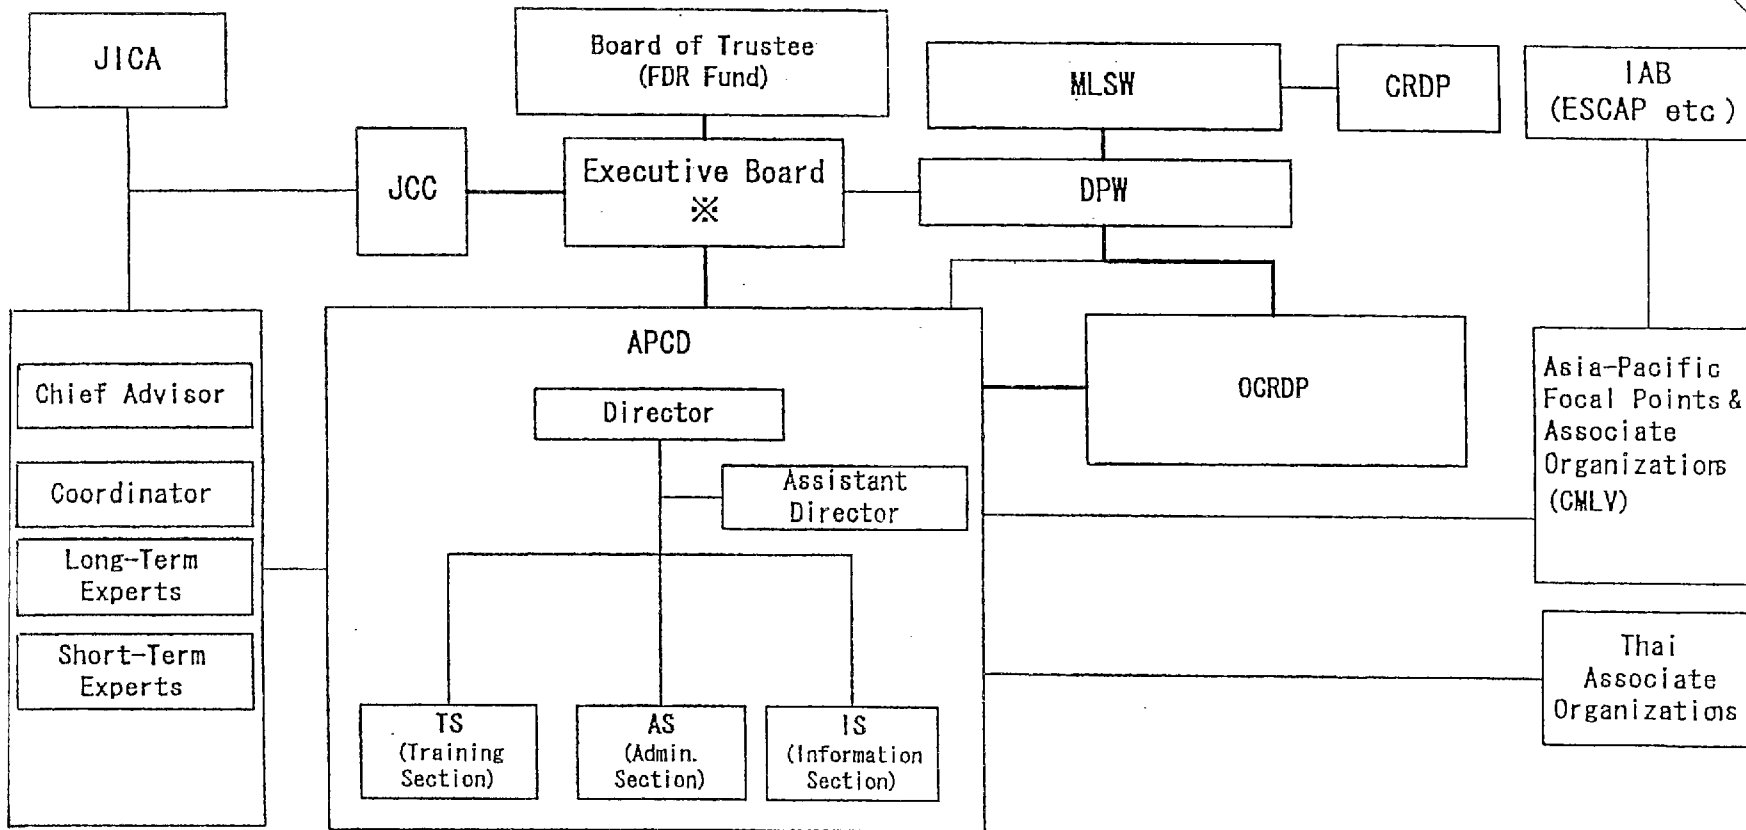 JICA
Board of Trustee
(FDR Fund)
MLSW
CRDP
IAB
(ESCAP etc)
JCC
Executive Board
※
DPW
APCD
Director
Assistant
Director
TS
(Training
Section)
AS
(Admin.
Section)
IS
(Information
Section)
Chief Advisor
Coordinator
Long-Term
Experts
Short-Term
Experts
OCRDP
Asia-Pacific
Focal Points &
Associate
Organizations
(CMLV)
Thai
Associate
Organizations